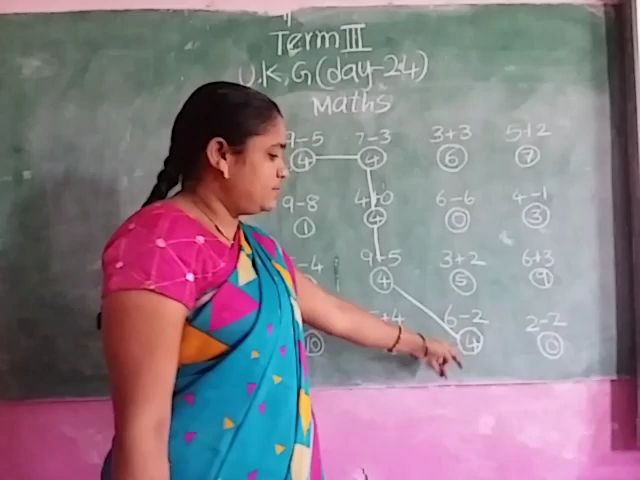 Term III
U.K.G (day-24)
Maths
9-5 7-3 3+3 5+2
4 4 6 7
9-8 4+0 6-6 4-1
1 4 0 3
-4 9-5 3+2 6+3
4 5 9
+4 6-2 2-2
10 4 0